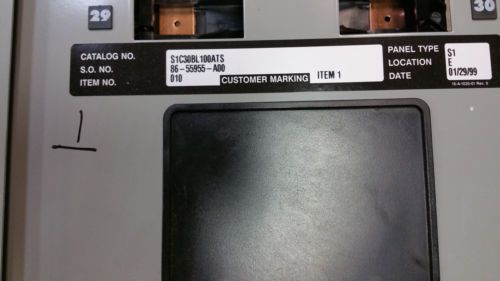 29
30
CATALOG NO. S1C30BL100ATS
S.O. NO. 86-55955-A00
ITEM NO. 010
CUSTOMER MARKING ITEM 1
PANEL TYPE S1
LOCATION E
DATE 01/29/99
1